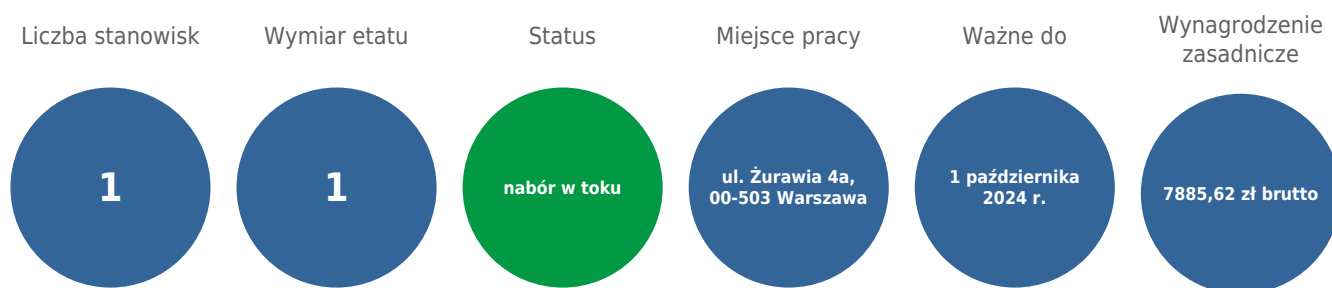 Liczba stanowisk
1
Wymiar etatu
1
Status
nabór w toku
Miejsce pracy
ul. Żurawia 4a,
00-503 Warszawa
Ważne do
1 października
2024 r.
Wynagrodzenie
zasadnicze
7885,62 zł brutto